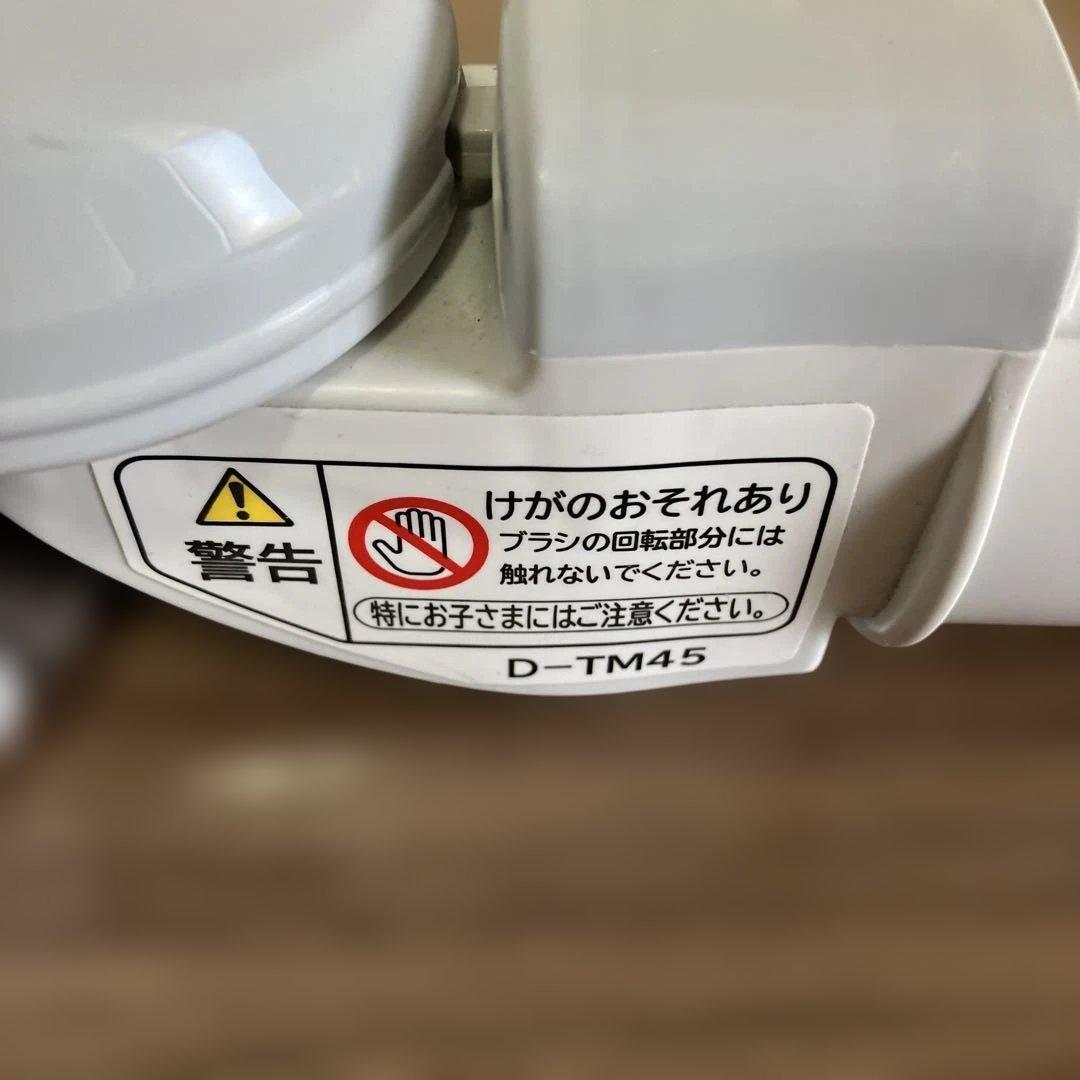 警告
けがのおそれあり
ブラシの回転部分には
触れないでください。
特にお子さまにはご注意ください。
D-TM45